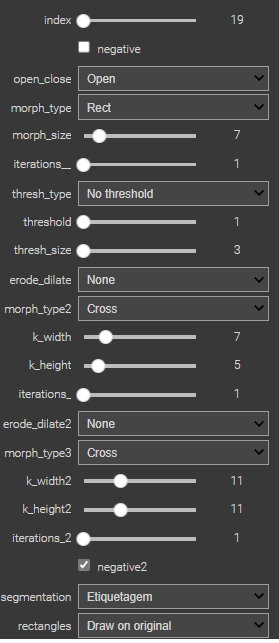 index 19
negative
open_close Open
morph_type Rect
morph_size 7
iterations__ 1
thresh_type No threshold
threshold 1
thresh_size 3
erode_dilate None
morph_type2 Cross
k_width 7
k_height 5
iterations_ 1
erode_dilate2 None
morph_type3 Cross
k_width2 11
k_height2 11
iterations_2 1
negative2
segmentation Etiquetagem
rectangles Draw on original